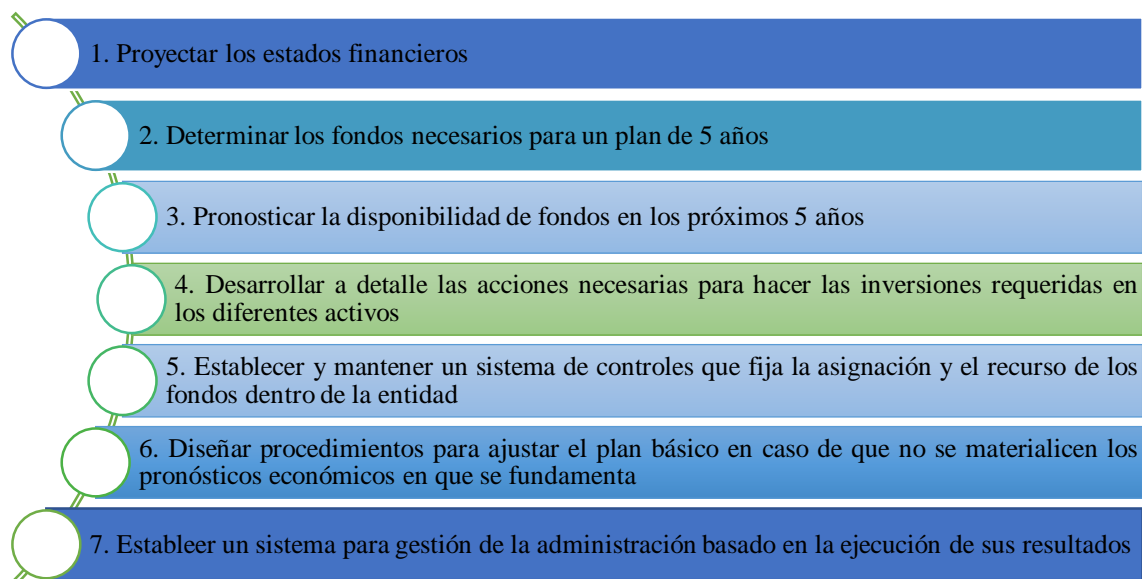 1. Proyectar los estados financieros
2. Determinar los fondos necesarios para un plan de 5 años
3. Pronosticar la disponibilidad de fondos en los próximos 5 años
4. Desarrollar a detalle las acciones necesarias para hacer las inversiones requeridas en
los diferentes activos
5. Establecer y mantener un sistema de controles que fija la asignación y el recurso de los
fondos dentro de la entidad
6. Diseñar procedimientos para ajustar el plan básico en caso de que no se materialicen los
pronósticos económicos en que se fundamenta
7. Estableer un sistema para gestión de la administración basado en la ejecución de sus resultados